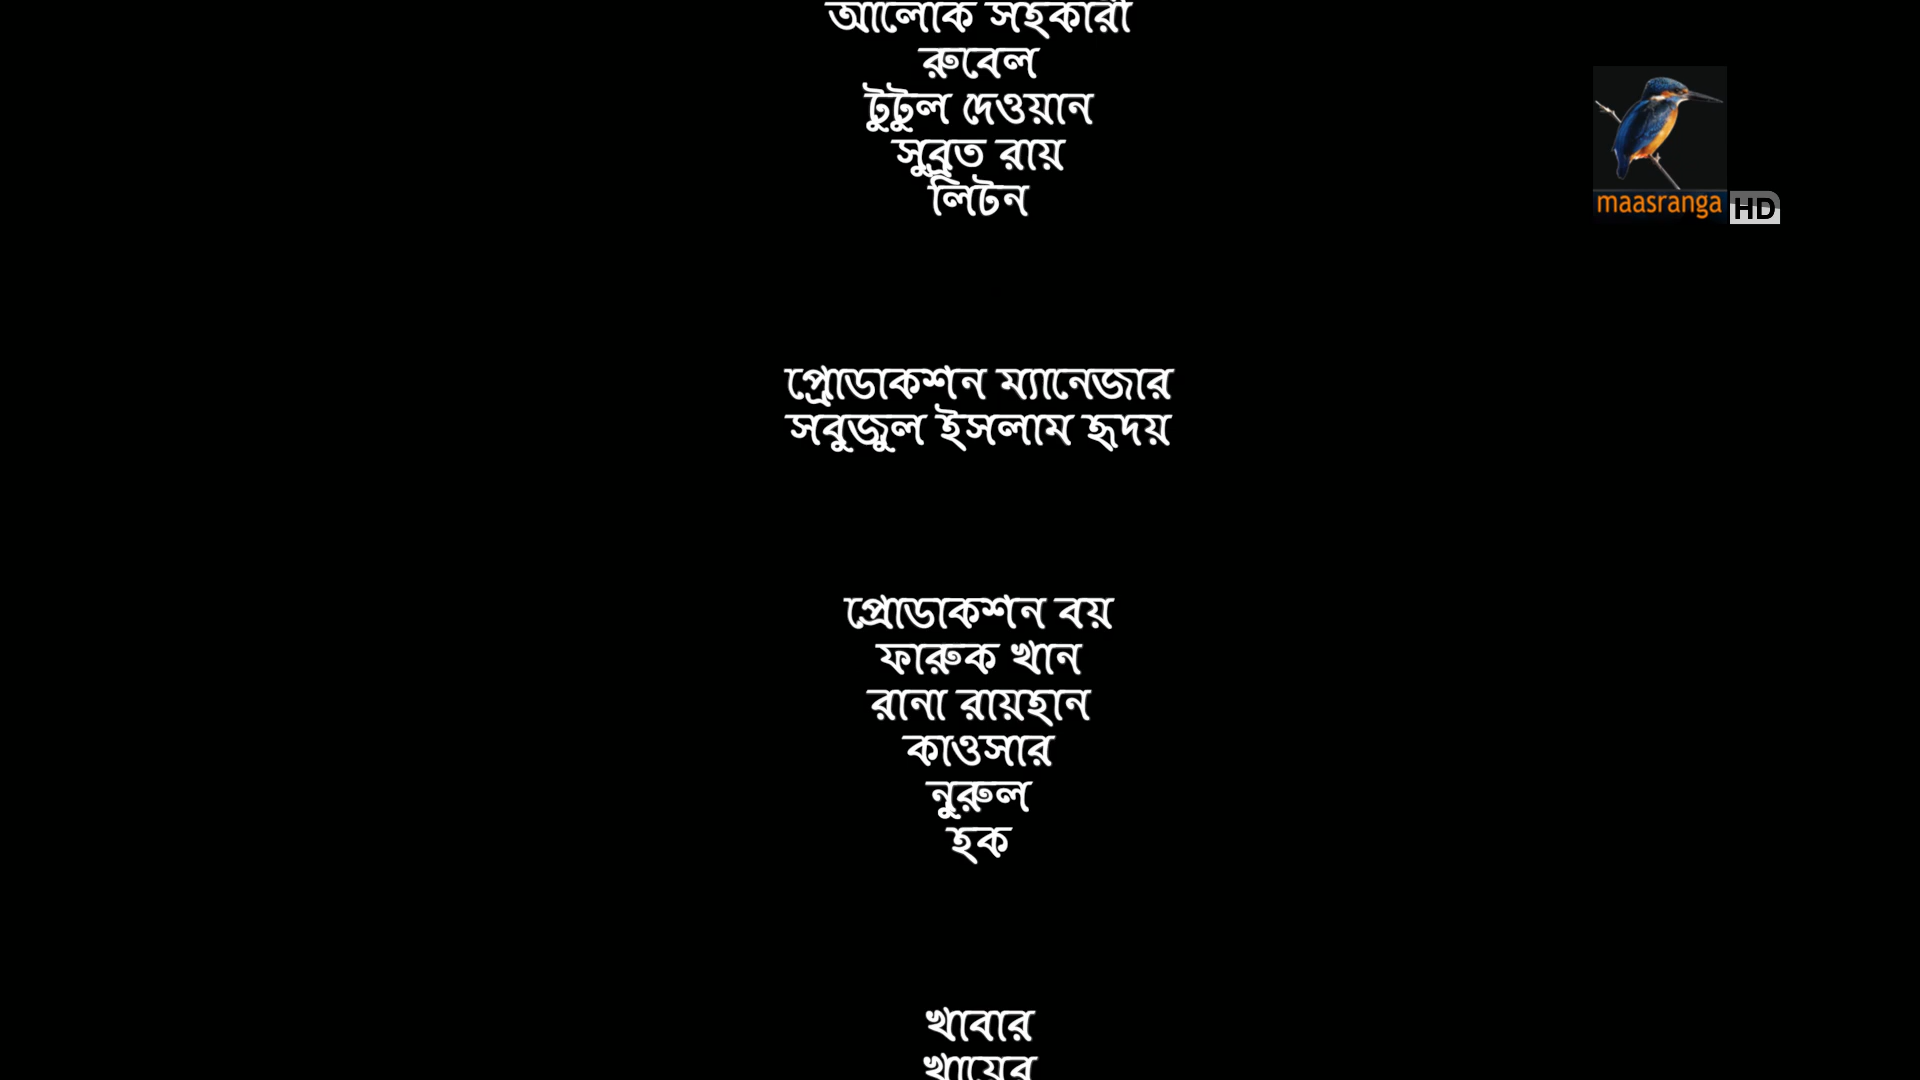 আলোক সহকারী
রুবেল
টুটুল দেওয়ান
সুব্রত রায়
লিটন
maasranga HD
প্রোডাকশন ম্যানেজার
সবুজুল ইসলাম হৃদয়
প্রোডাকশন বয়
ফারুক খান
রানা রায়হান
কাওসার
নুরুল
হক
খাবার
খায়ের